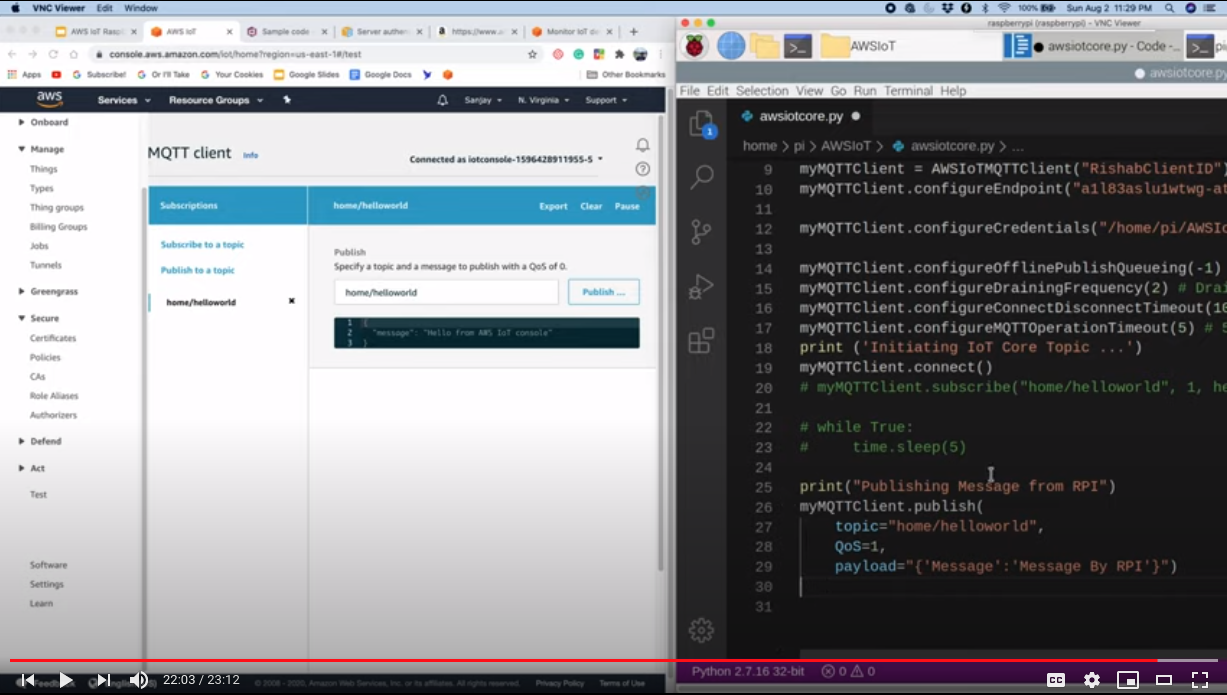 VNC Viewer Edit Window
100% Sun Aug 2 11:29 PM
AWS IoT Raspi
AWS IoT
Sample code
Server authen
https://www.a
Monitor IoT d
console.aws.amazon.com/iot/home?region=us-east-1#/test
Apps Subscribe! Or I'll Take Your Cookies Google Slides Google Docs Other Bookmarks
aws Services Resource Groups Sanjay N. Virginia Support
Onboard
Manage
Things
Types
Thing groups
Billing Groups
Jobs
Tunnels
Greengrass
Secure
Certificates
Policies
CAs
Role Aliases
Authorizers
Defend
Act
Test
Software
Settings
Learn
MQTT client Info
Connected as iotconsole-1596428911955-5
Subscriptions
Subscribe to a topic
Publish to a topic
home/helloworld
home/helloworld Export Clear Pause
Publish
Specify a topic and a message to publish with a QoS of 0.
home/helloworld
Publish ...
1 {
2 "message": "Hello from AWS IoT console"
3 }
Feedback English © 2008 - 2020, Amazon Web Services, Inc. or its affiliates. All rights reserved. Privacy Policy Terms of Use
raspberrypi (raspberrypi) - VNC Viewer
AWSIoT
awsiotcore.py - Code -...
awsiotcore.py
File Edit Selection View Go Run Terminal Help
1
awsiotcore.py
home > pi > AWSIoT > awsiotcore.py > ...
9 myMQTTClient = AWSIoTMQTTClient("RishabClientID")
10 myMQTTClient.configureEndpoint("a1l83aslu1wtwg-at
11
12 myMQTTClient.configureCredentials("/home/pi/AWSIo
13
14 myMQTTClient.configureOfflinePublishQueueing(-1)
15 myMQTTClient.configureDrainingFrequency(2) # Drai
16 myMQTTClient.configureConnectDisconnectTimeout(10
17 myMQTTClient.configureMQTTOperationTimeout(5) # 5
18 print ('Initiating IoT Core Topic ...')
19 myMQTTClient.connect()
20 # myMQTTClient.subscribe("home/helloworld", 1, he
21
22 # while True:
23 # time.sleep(5)
24
25 print("Publishing Message from RPI")
26 myMQTTClient.publish(
27 topic="home/helloworld",
28 QoS=1,
29 payload="{'Message':'Message By RPI'}")
30
31
Python 2.7.16 32-bit 0 0
22:03 / 23:12
CC